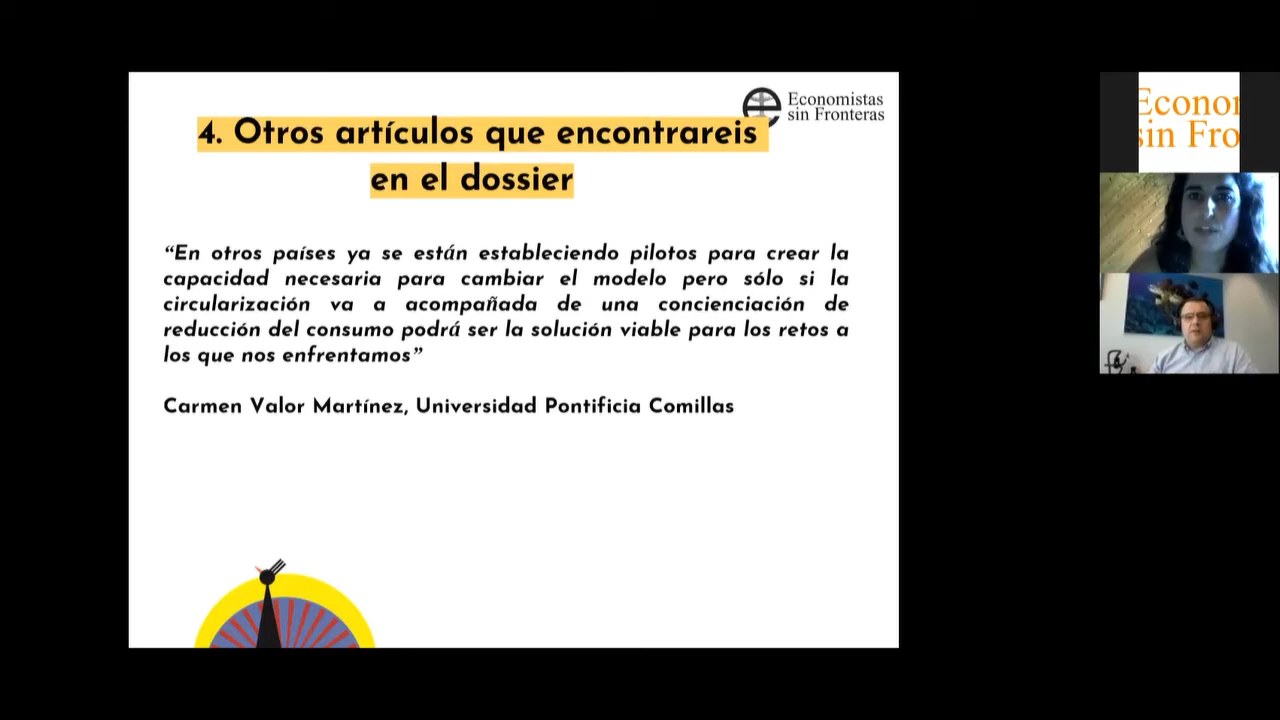 Economistas
sin Fronteras
4. Otros artículos que encontrareis
en el dossier
“En otros países ya se están estableciendo pilotos para crear la
capacidad necesaria para cambiar el modelo pero sólo si la
circularización va a acompañada de una concienciación de
reducción del consumo podrá ser la solución viable para los retos a
los que nos enfrentamos”
Carmen Valor Martínez, Universidad Pontificia Comillas
Econor
sin Fro